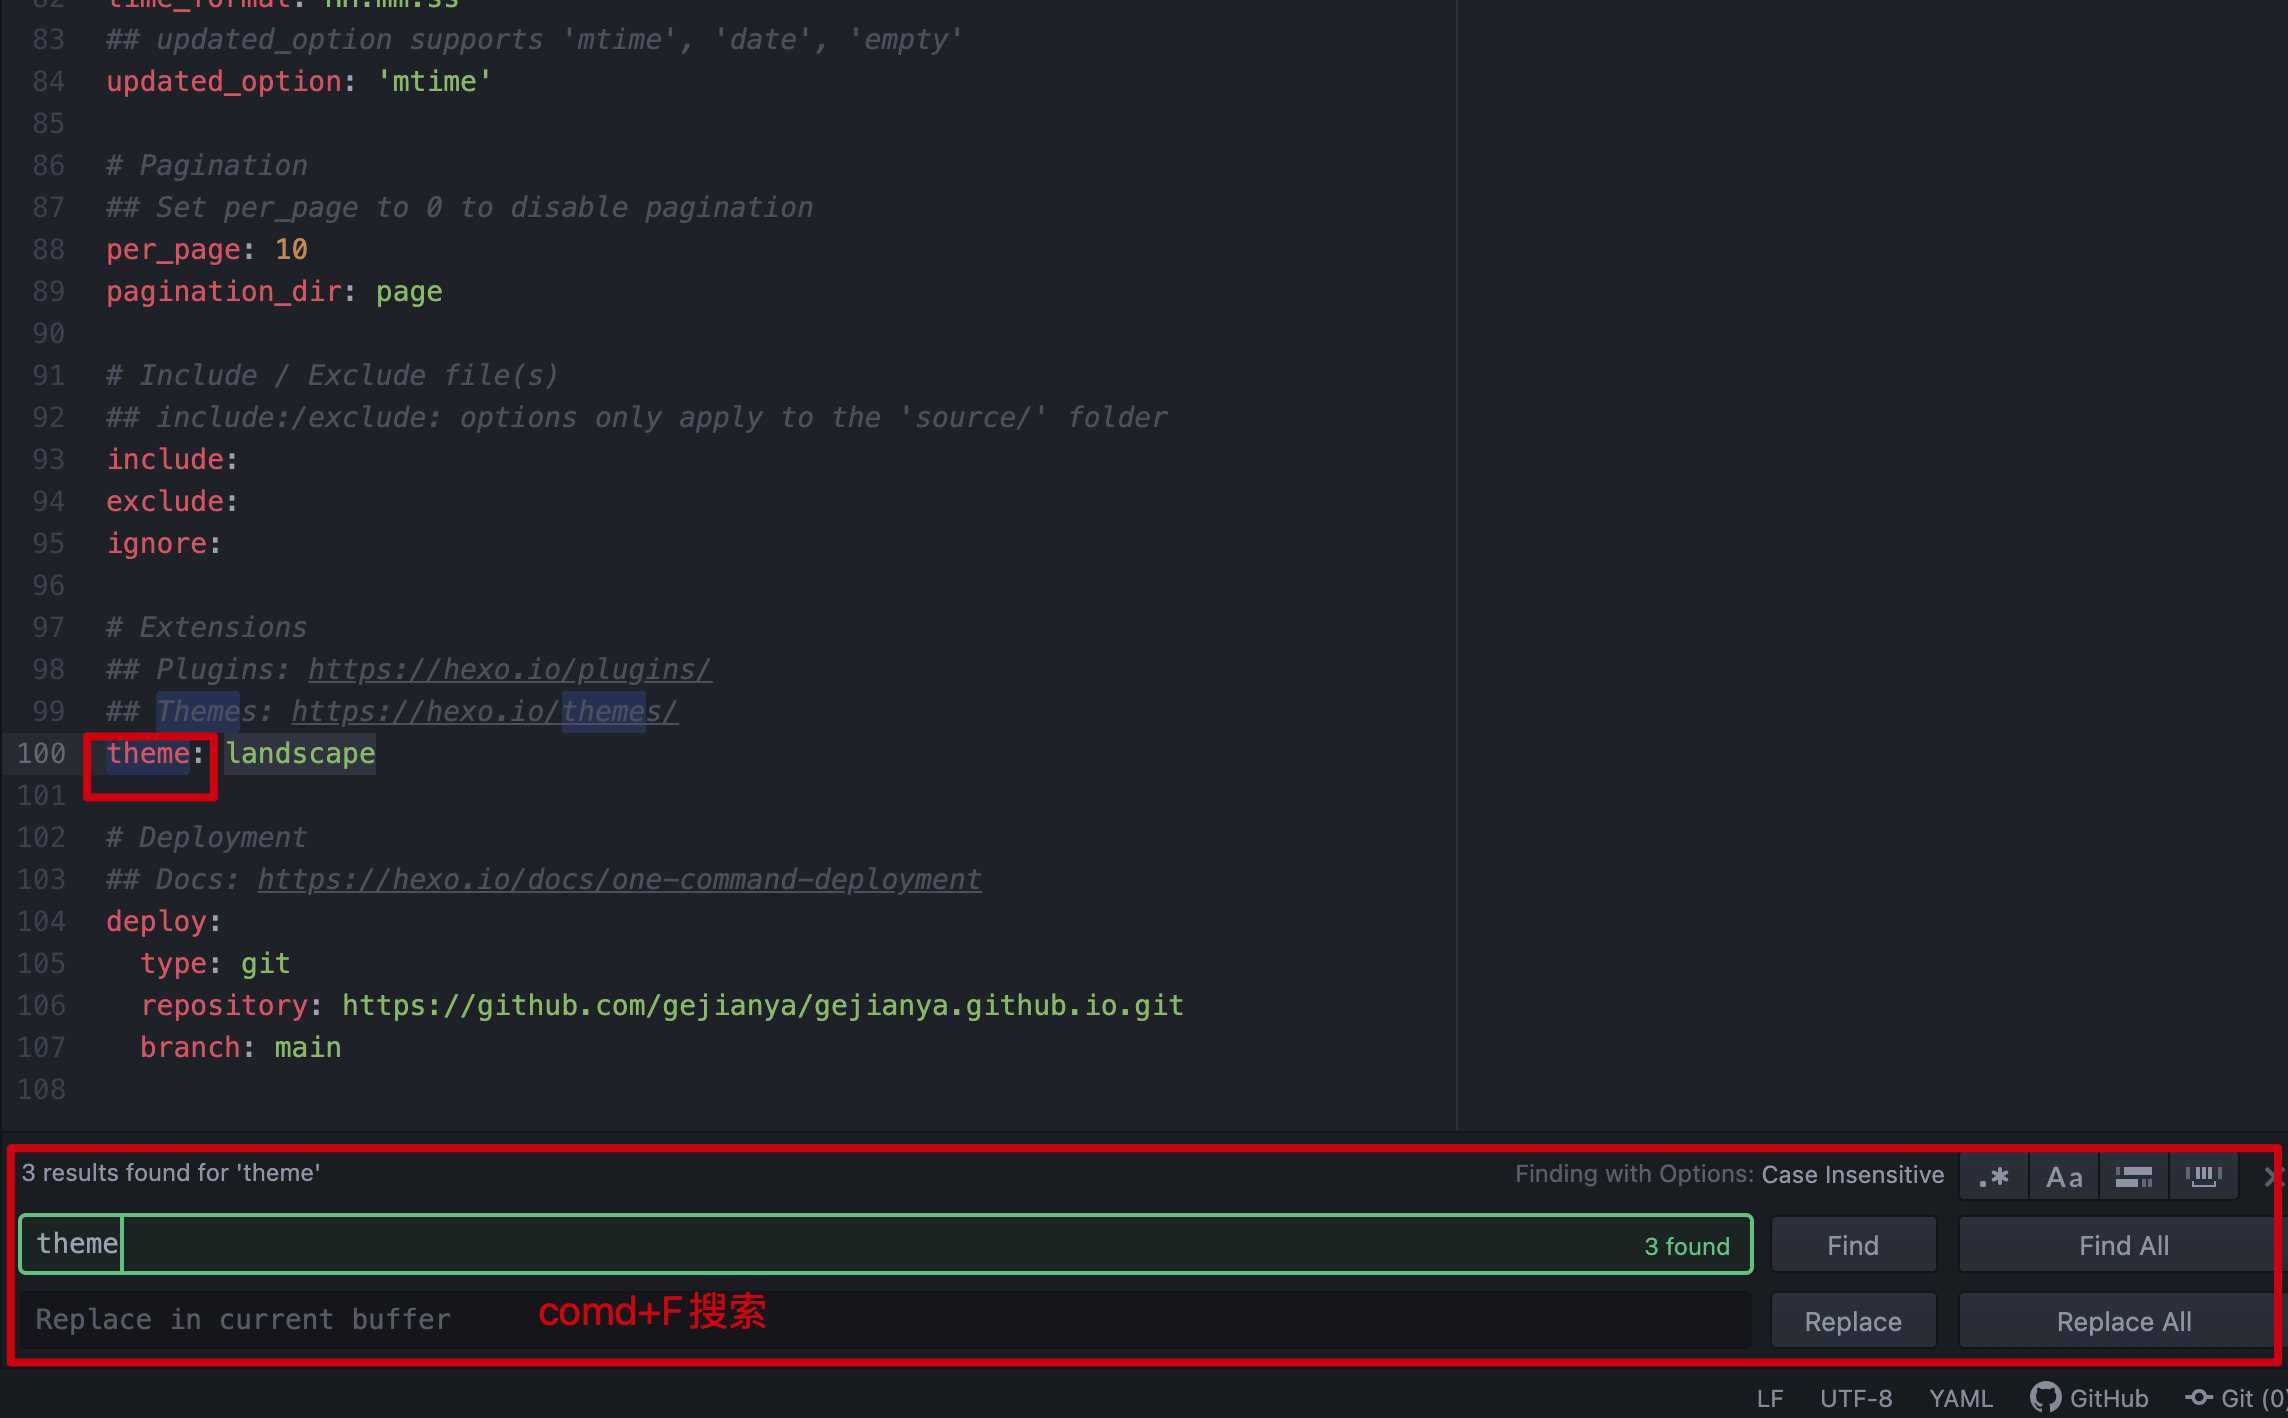 82 time_format: HH:mm:ss
83 ## updated_option supports 'mtime', 'date', 'empty'
84 updated_option: 'mtime'
85
86 # Pagination
87 ## Set per_page to 0 to disable pagination
88 per_page: 10
89 pagination_dir: page
90
91 # Include / Exclude file(s)
92 ## include:/exclude: options only apply to the 'source/' folder
93 include:
94 exclude:
95 ignore:
96
97 # Extensions
98 ## Plugins: https://hexo.io/plugins/
99 ## Themes: https://hexo.io/themes/
100 theme: landscape
101
102 # Deployment
103 ## Docs: https://hexo.io/docs/one-command-deployment
104 deploy:
105   type: git
106   repository: https://github.com/gejianya/gejianya.github.io.git
107   branch: main
108
3 results found for 'theme' Finding with Options: Case Insensitive .* Aa
theme 3 found Find Find All
Replace in current buffer comd+F搜索 Replace Replace All
LF UTF-8 YAML GitHub Git (0)